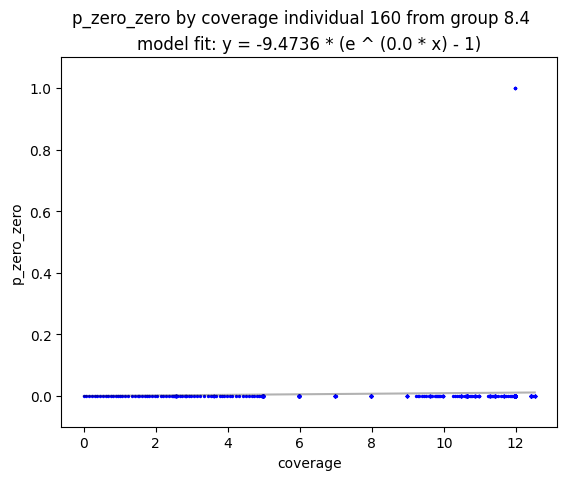 p_zero_zero by coverage individual 160 from group 8.4
model fit: y = -9.4736 * (e ^ (0.0 * x) - 1)
1.0
0.8
0.6
0.4
0.2
0.0
p_zero_zero
0 2 4 6 8 10 12
coverage